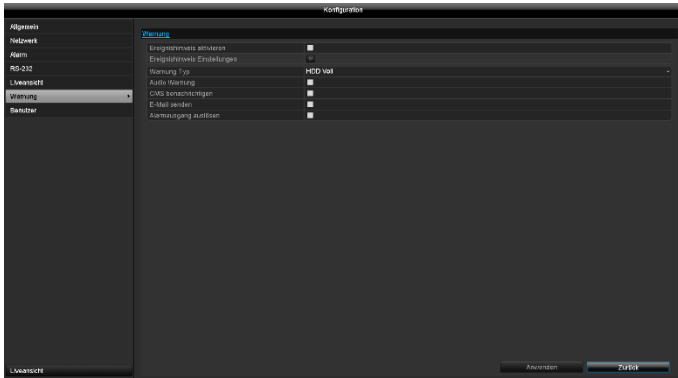 Konfiguration
Allgemein
Netzwerk
Alarm
RS-232
Liveansicht
Warnung
Benutzer
Warnung
Ereignishinweis aktivieren
Ereignishinweis Einstellungen
Warnung Typ HDD Voll
Audio Warnung
CMS benachrichtigen
E-Mail senden
Alarmausgang auslösen
Liveansicht
Anwenden
Zurück